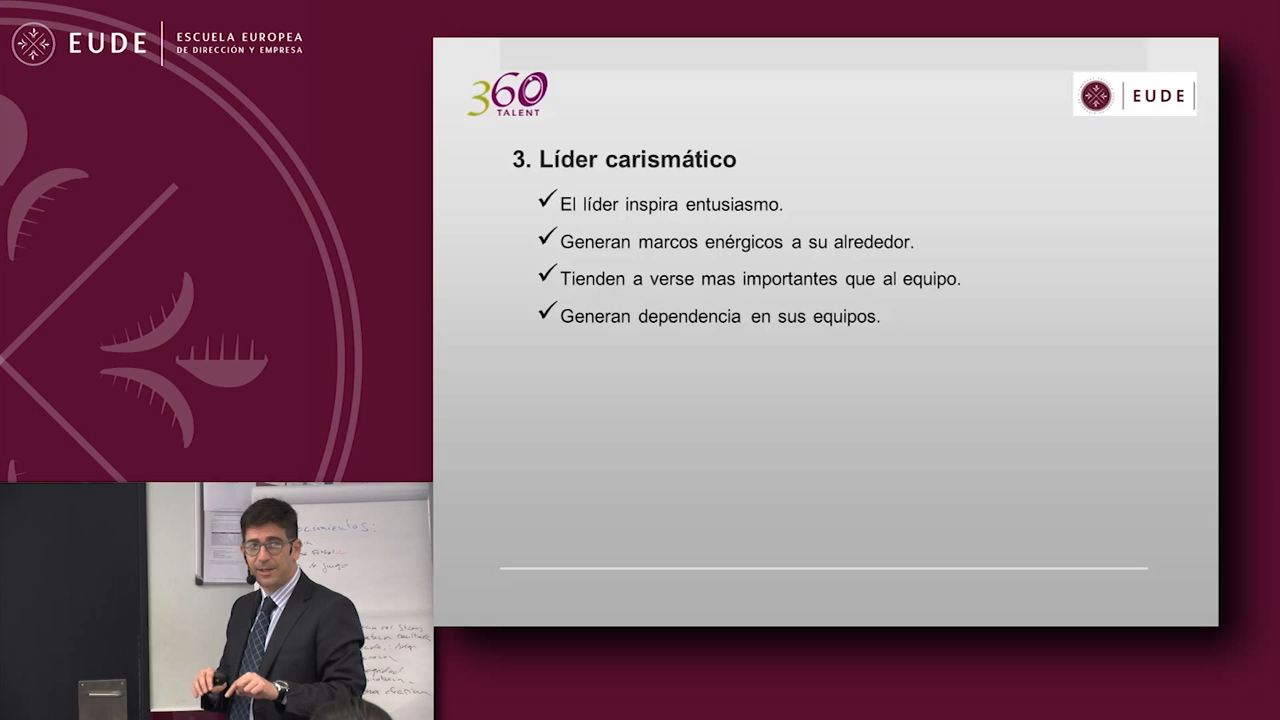 EUDE
ESCUELA EUROPEA
DE DIRECCIÓN Y EMPRESA
360
TALENT
EUDE
3. Líder carismático
El líder inspira entusiasmo.
Generan marcos enérgicos a su alrededor.
Tienden a verse mas importantes que al equipo.
Generan dependencia en sus equipos.